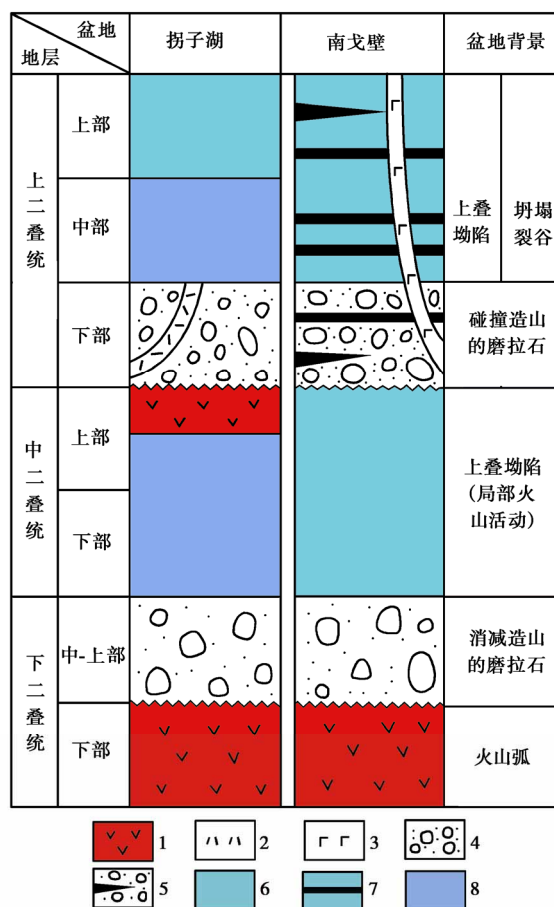 盆地
地层
拐子湖
南戈壁
盆地背景
上二叠统
上部
中部
下部
上叠
坳陷
坍塌
裂谷
碰撞造山
的磨拉石
中二叠统
上部
下部
上叠坳陷
(局部火
山活动)
下二叠统
中-上部
下部
消减造山
的磨拉石
火山弧
1
2
3
4
5
6
7
8